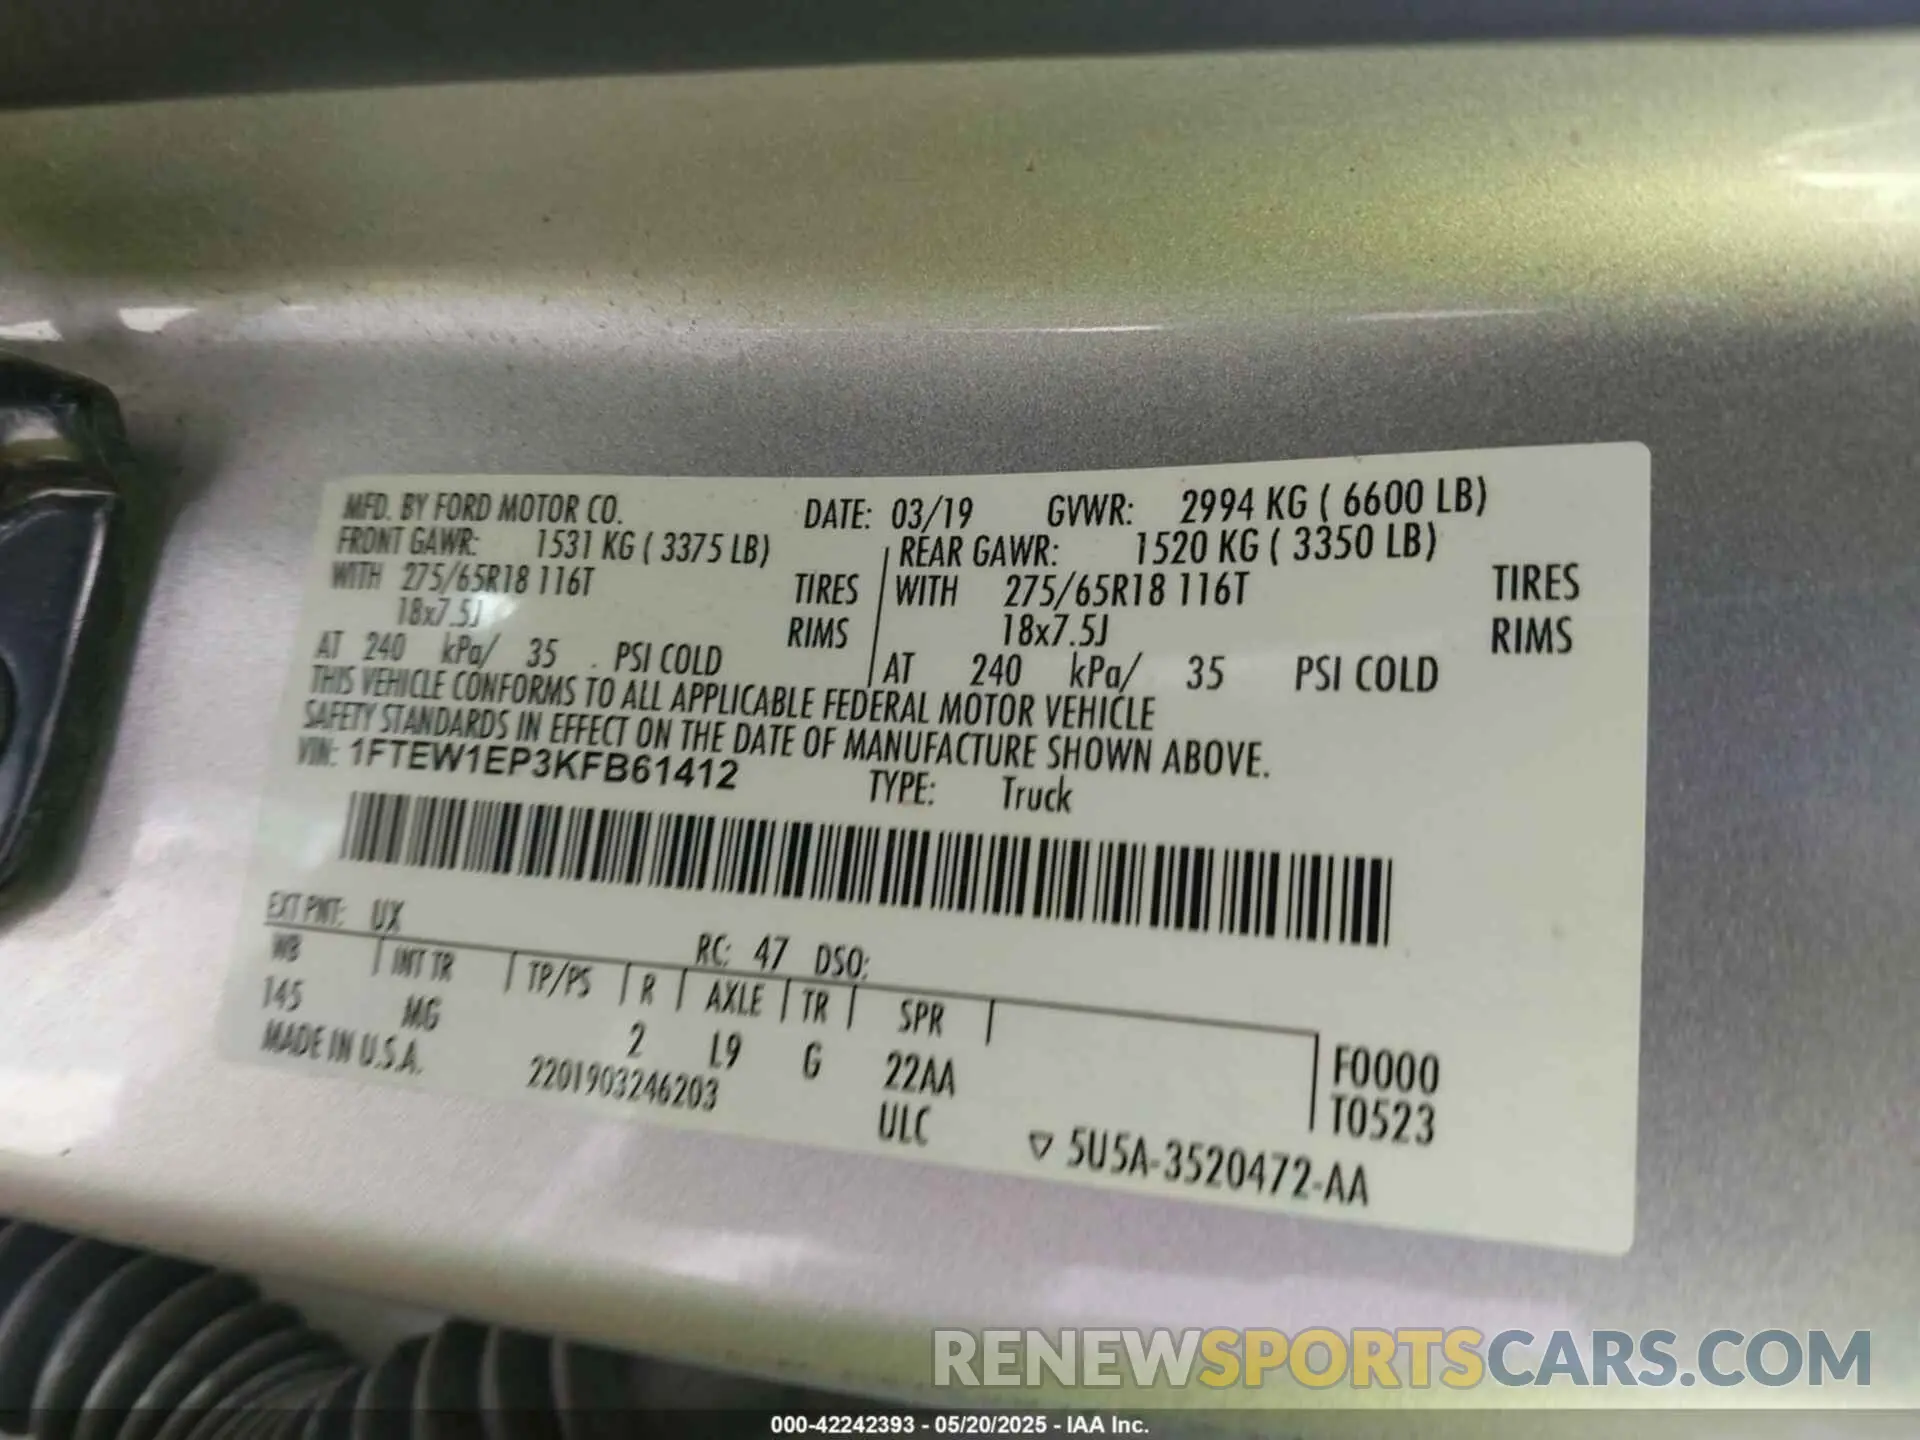 MFD. BY FORD MOTOR CO. DATE: 03/19 GVWR: 2994 KG ( 6600 LB)
FRONT GAWR: 1531 KG ( 3375 LB) REAR GAWR: 1520 KG ( 3350 LB)
WITH 275/65R18 116T TIRES WITH 275/65R18 116T TIRES
18x7.5J RIMS 18x7.5J RIMS
AT 240 kPa/ 35 PSI COLD AT 240 kPa/ 35 PSI COLD
THIS VEHICLE CONFORMS TO ALL APPLICABLE FEDERAL MOTOR VEHICLE
SAFETY STANDARDS IN EFFECT ON THE DATE OF MANUFACTURE SHOWN ABOVE.
VIN: 1FTEW1EP3KFB61412 TYPE: Truck
EXT PNT: UX RC: 47 DSO:
WB INT TR TP/PS R AXLE TR SPR
145 MG 2 L9 G 22AA F0000
MADE IN U.S.A. 2201903246203 ULC T0523
▽ 5U5A-3520472-AA
RENEWSPORTSCARS.COM
000-42242393 - 05/20/2025 - IAA Inc.